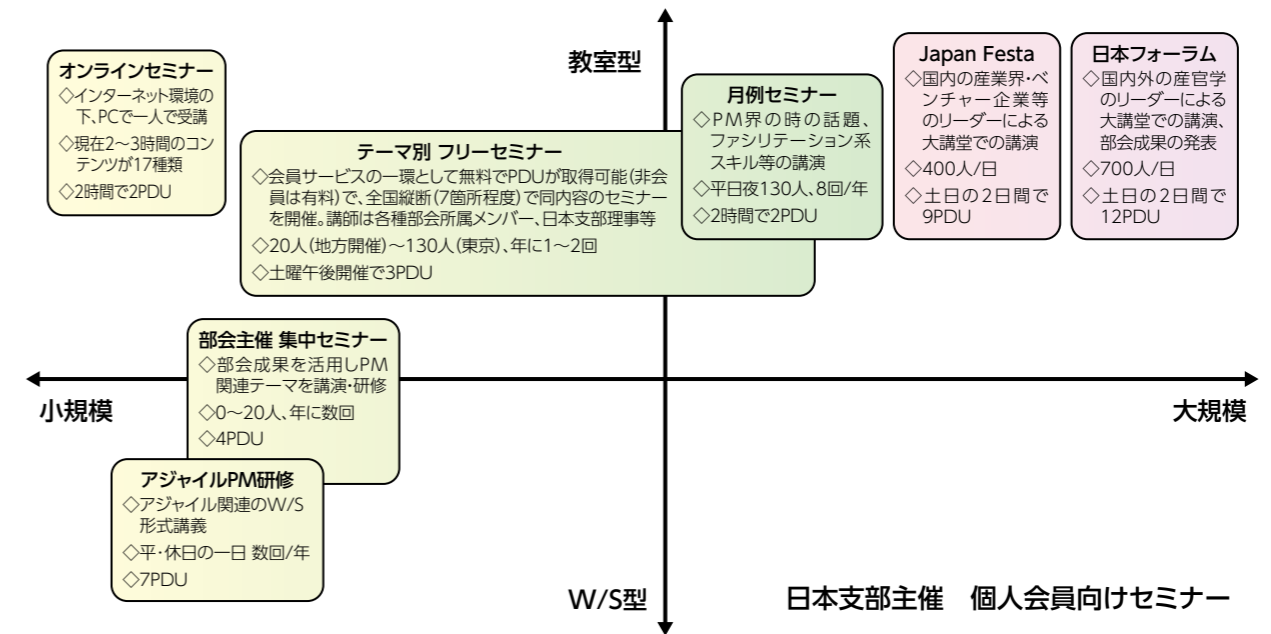 教室型
オンラインセミナー
◇インターネット環境の
下、PCで一人で受講
◇現在2～3時間のコン
テンツが17種類
◇2時間で2PDU
テーマ別 フリーセミナー
◇会員サービスの一環として無料でPDUが取得可能(非会
員は有料)で、全国縦断(7箇所程度)で同内容のセミナー
を開催。講師は各種部会所属メンバー、日本支部理事等
◇20人(地方開催)～130人(東京)、年に1～2回
◇土曜午後開催で3PDU
月例セミナー
◇PM界の時の話題、
ファシリテーション系
スキル等の講演
◇平日夜130人、8回/年
◇2時間で2PDU
Japan Festa
◇国内の産業界・ベ
ンチャー企業等
のリーダーによる
大講堂での講演
◇400人/日
◇土日の2日間で
9PDU
日本フォーラム
◇国内外の産官学
のリーダーによる
大講堂での講演、
部会成果の発表
◇700人/日
◇土日の2日間で
12PDU
部会主催 集中セミナー
◇部会成果を活用しPM
関連テーマを講演・研修
◇0～20人、年に数回
◇4PDU
小規模
大規模
アジャイルPM研修
◇アジャイル関連のW/S
形式講義
◇平・休日の一日 数回/年
◇7PDU
W/S型
日本支部主催　個人会員向けセミナー